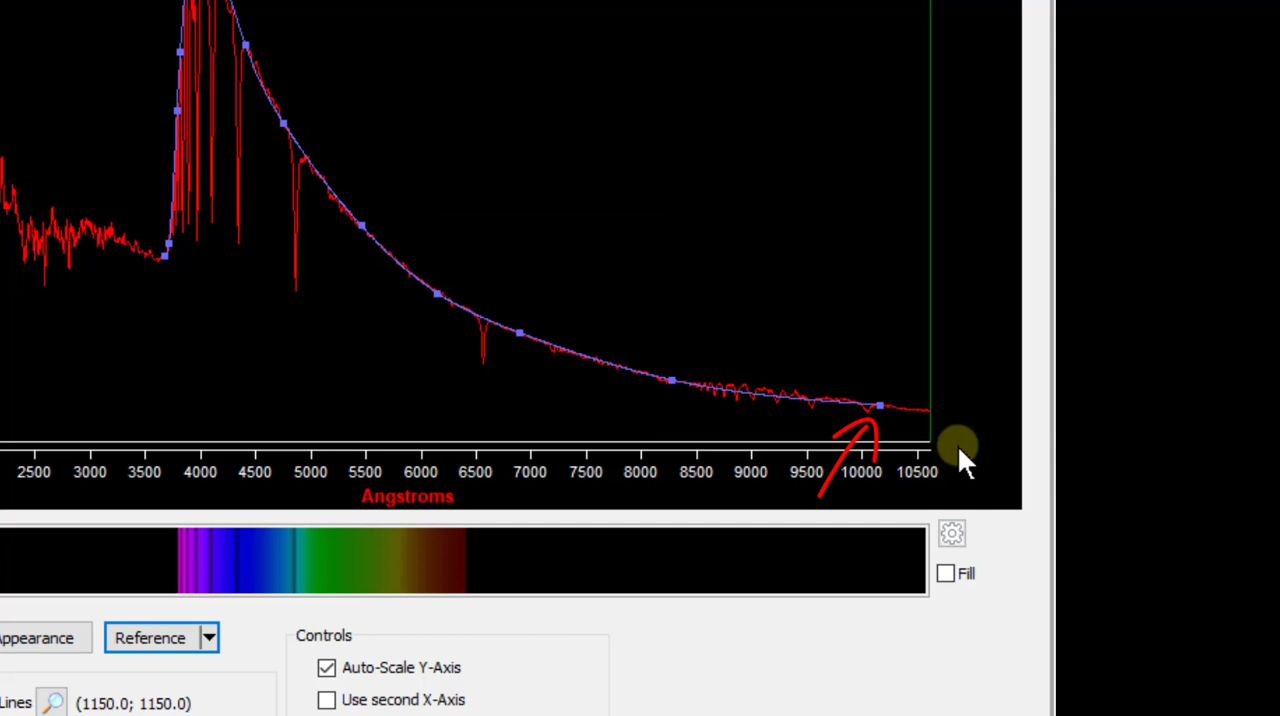 2500 3000 3500 4000 4500 5000 5500 6000 6500 7000 7500 8000 8500 9000 9500 10000 10500
Angstroms
Fill
Appearance Reference
Controls
Auto-Scale Y-Axis
Lines (1150.0; 1150.0)
Use second X-Axis